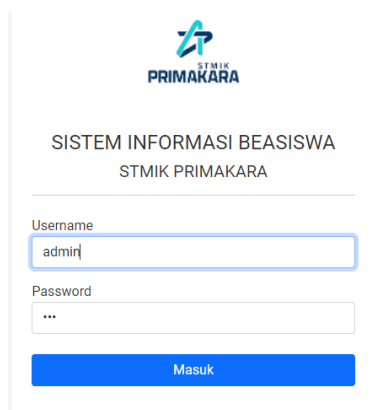 STMIK
PRIMAKARA
SISTEM INFORMASI BEASISWA
STMIK PRIMAKARA
Username
admin
Password
•••
Masuk